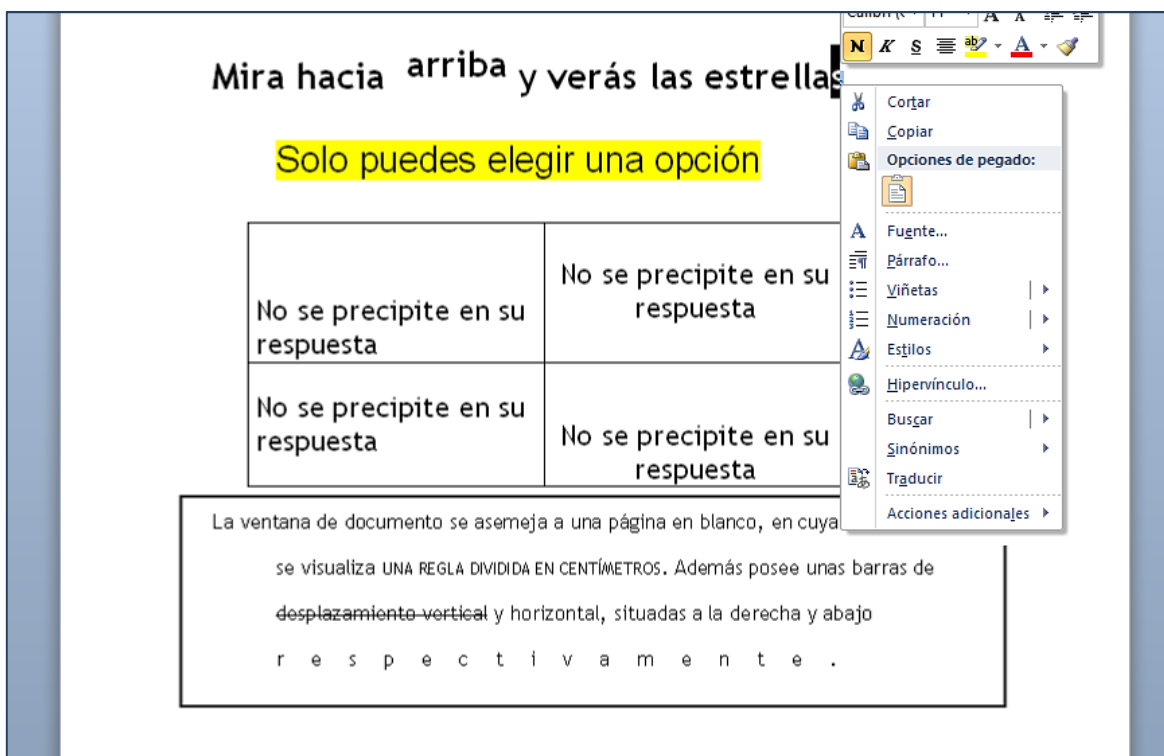 Calibri (C 11 A A
N K S ab A
Mira hacia arriba y verás las estrellas
Solo puedes elegir una opción
No se precipite en su
respuesta
No se precipite en su
respuesta
No se precipite en su
respuesta
No se precipite en su
respuesta
La ventana de documento se asemeja a una página en blanco, en cuya
se visualiza UNA REGLA DIVIDIDA EN CENTÍMETROS. Además posee unas barras de
desplazamiento vertical y horizontal, situadas a la derecha y abajo
r e s p e c t i v a m e n t e .
Cortar
Copiar
Opciones de pegado:
Fuente...
Párrafo...
Viñetas
Numeración
Estilos
Hipervínculo...
Buscar
Sinónimos
Traducir
Acciones adicionales